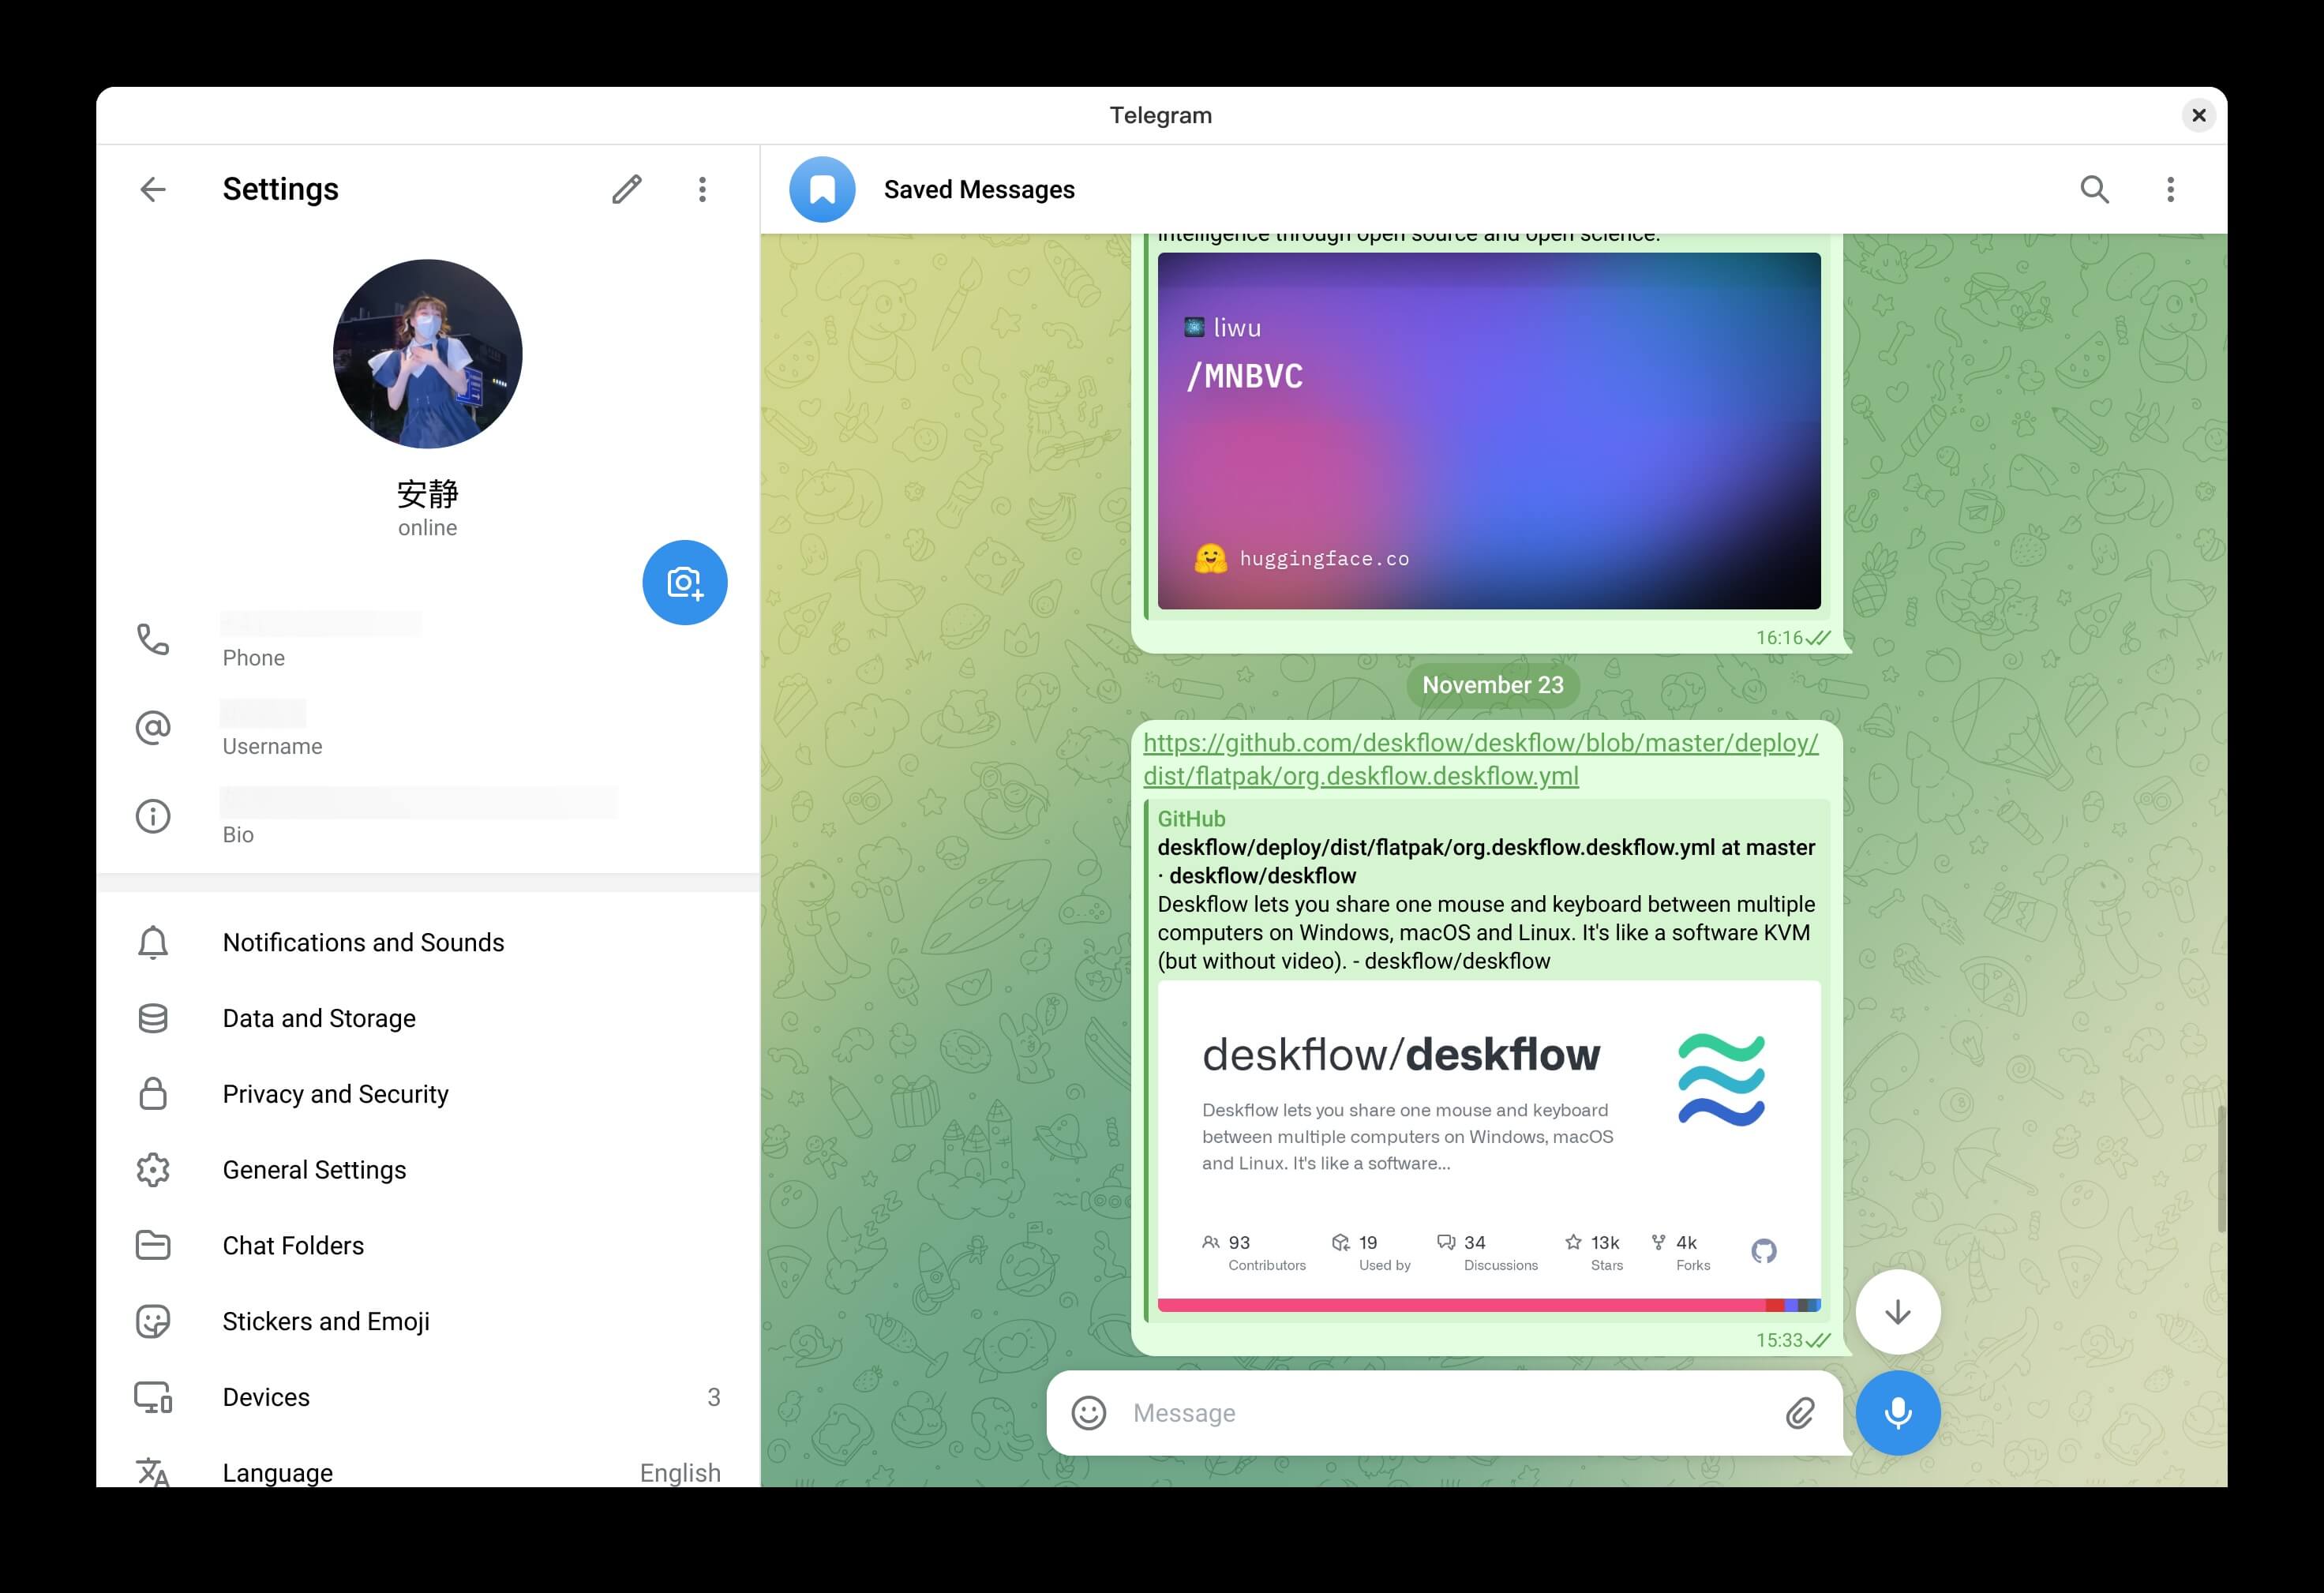 Telegram
Settings
安静
online
Phone
Username
Bio
Notifications and Sounds
Data and Storage
Privacy and Security
General Settings
Chat Folders
Stickers and Emoji
Devices
3
Language
English
Saved Messages
intelligence through open source and open science.
liwu
/MNBVC
huggingface.co
16:16
November 23
https://github.com/deskflow/deskflow/blob/master/deploy/
dist/flatpak/org.deskflow.deskflow.yml
GitHub
deskflow/deploy/dist/flatpak/org.deskflow.deskflow.yml at master
· deskflow/deskflow
Deskflow lets you share one mouse and keyboard between multiple
computers on Windows, macOS and Linux. It's like a software KVM
(but without video). - deskflow/deskflow
deskflow/deskflow
Deskflow lets you share one mouse and keyboard
between multiple computers on Windows, macOS
and Linux. It's like a software...
93 19 34 13k 4k
Contributors Used by Discussions Stars Forks
15:33
Message